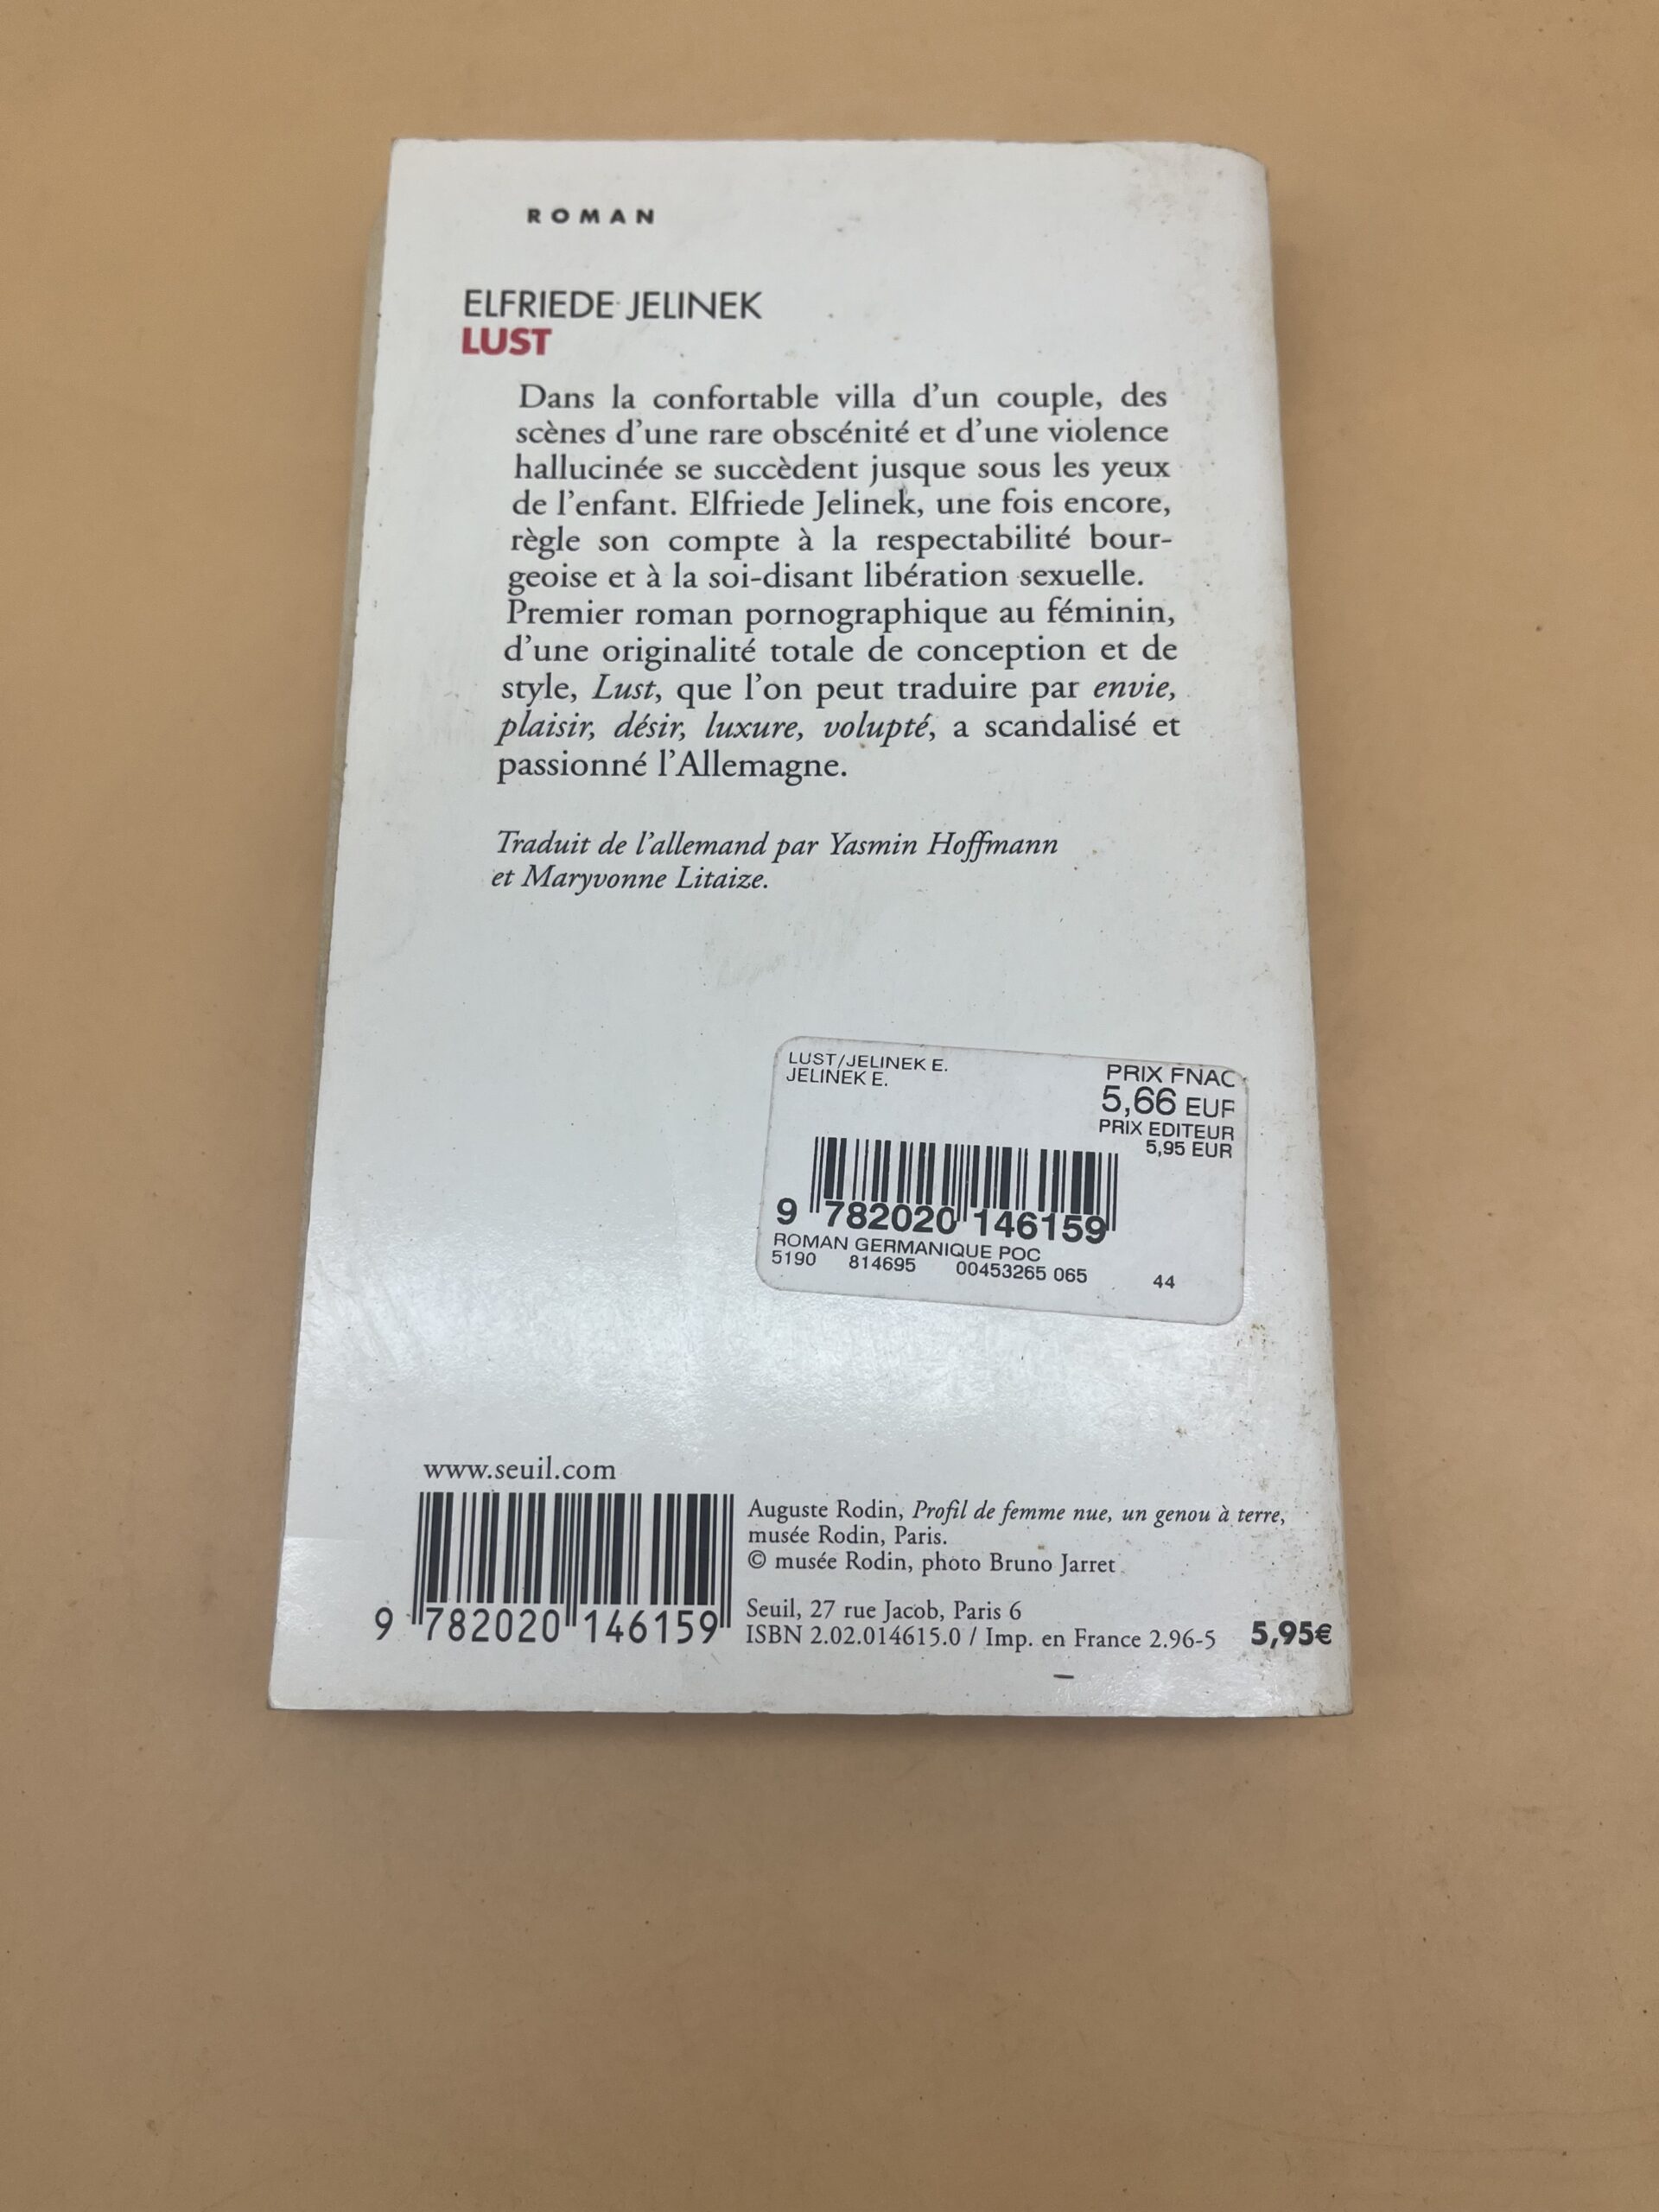 ROMAN
ELFRIEDE JELINEK
LUST
Dans la confortable villa d'un couple, des
scènes d'une rare obscénité et d'une violence
hallucinée se succèdent jusque sous les yeux
de l'enfant. Elfriede Jelinek, une fois encore,
règle son compte à la respectabilité bour-
geoise et à la soi-disant libération sexuelle.
Premier roman pornographique au féminin,
d'une originalité totale de conception et de
style, Lust, que l'on peut traduire par envie,
plaisir, désir, luxure, volupté, a scandalisé et
passionné l'Allemagne.
Traduit de l'allemand par Yasmin Hoffmann
et Maryvonne Litaize.
LUST/JELINEK E.
JELINEK E.
PRIX FNAC
5,66 EUR
PRIX EDITEUR
5,95 EUR
9 782020 146159
ROMAN GERMANIQUE POC
5190 814695 00453265 065 44
www.seuil.com
9 782020 146159
Auguste Rodin, Profil de femme nue, un genou à terre,
musée Rodin, Paris.
© musée Rodin, photo Bruno Jarret
Seuil, 27 rue Jacob, Paris 6
ISBN 2.02.014615.0 / Imp. en France 2.96-5 5,95€